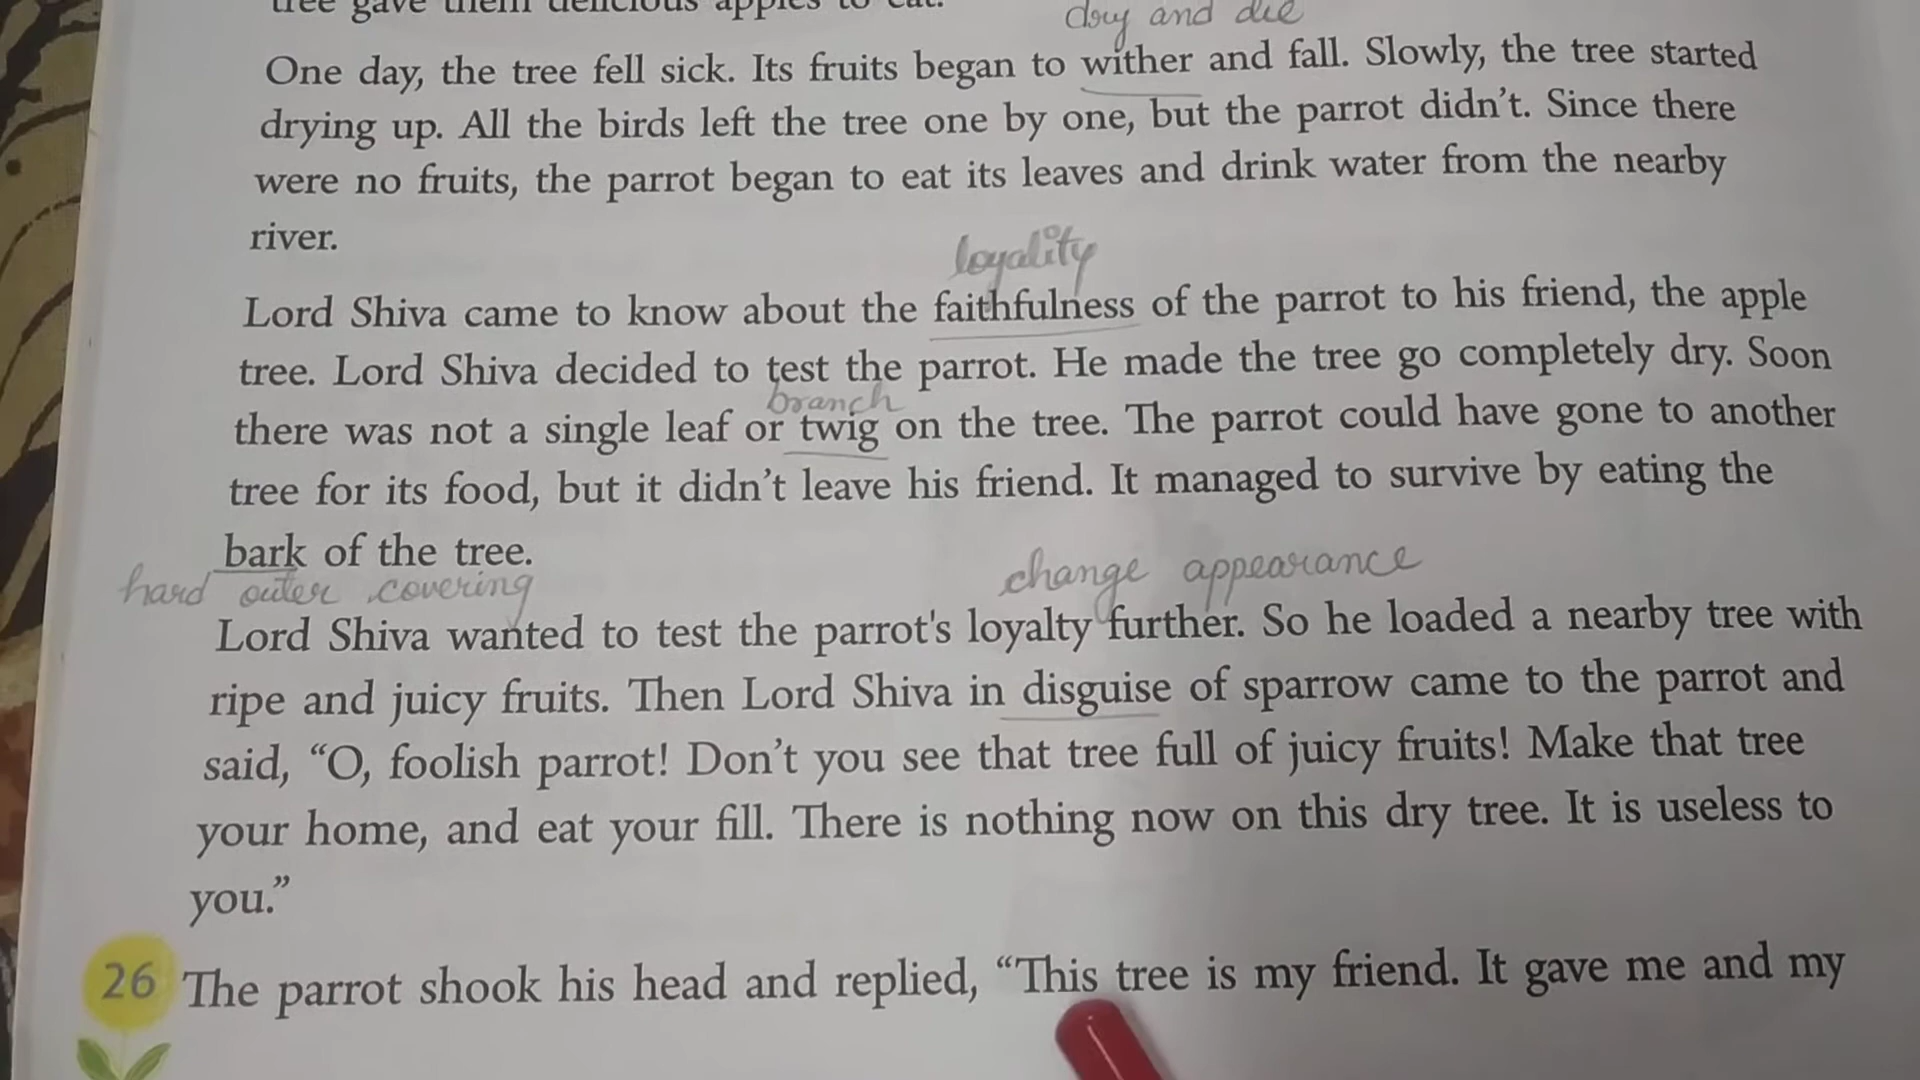 tree gave them delicious apples to eat.
dry and die
One day, the tree fell sick. Its fruits began to wither and fall. Slowly, the tree started
drying up. All the birds left the tree one by one, but the parrot didn't. Since there
were no fruits, the parrot began to eat its leaves and drink water from the nearby
river.
loyality
Lord Shiva came to know about the faithfulness of the parrot to his friend, the apple
tree. Lord Shiva decided to test the parrot. He made the tree go completely dry. Soon
branch
there was not a single leaf or twig on the tree. The parrot could have gone to another
tree for its food, but it didn't leave his friend. It managed to survive by eating the
bark of the tree.
hard outer covering
change appearance
Lord Shiva wanted to test the parrot's loyalty further. So he loaded a nearby tree with
ripe and juicy fruits. Then Lord Shiva in disguise of sparrow came to the parrot and
said, “O, foolish parrot! Don't you see that tree full of juicy fruits! Make that tree
your home, and eat your fill. There is nothing now on this dry tree. It is useless to
you.”
26 The parrot shook his head and replied, “This tree is my friend. It gave me and my